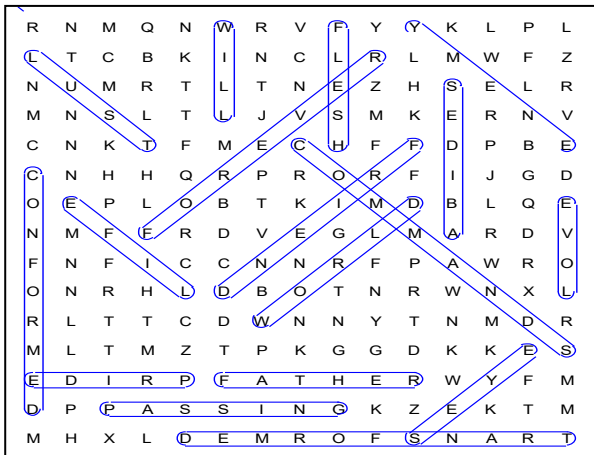 R N M Q N W R V F Y Y K L P L
L T C B K I N C L R L M W F Z
N U M R T L T N E Z H S E L R
M N S L T L J V S M K E R N V
C N K T F M E C H F F D P B E
C N H H Q R P R O R F I J G D
O E P L O B T K I M D B L Q E
N M F F R D V E G L M A R D V
F N F I C C N N R F P A W R O
O N R H L D B O T N R W N X L
R L T T C D W N N Y T N M D R
M L T M Z T P K G G D K K E S
E D I R P F A T H E R W Y F M
D P P A S S I N G K Z E K T M
M H X L D E M R O F S N A R T